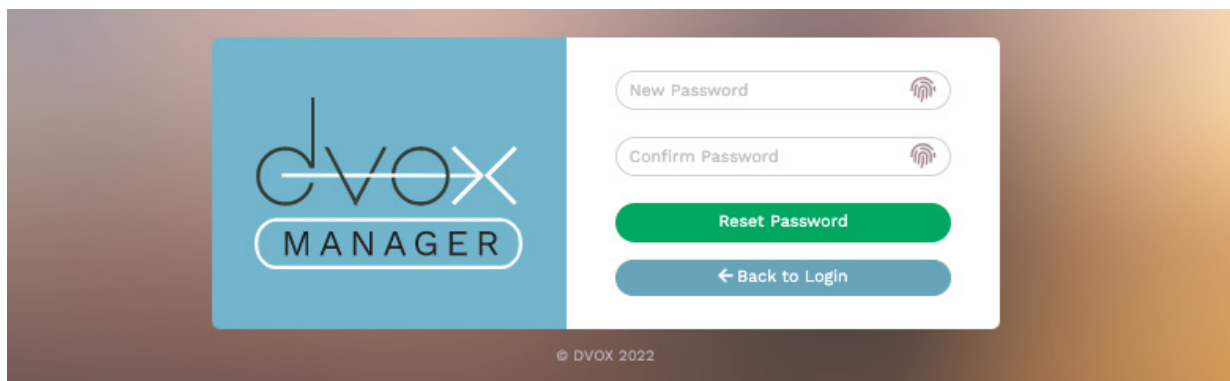 dvox
MANAGER
New Password
Confirm Password
Reset Password
Back to Login
© DVOX 2022